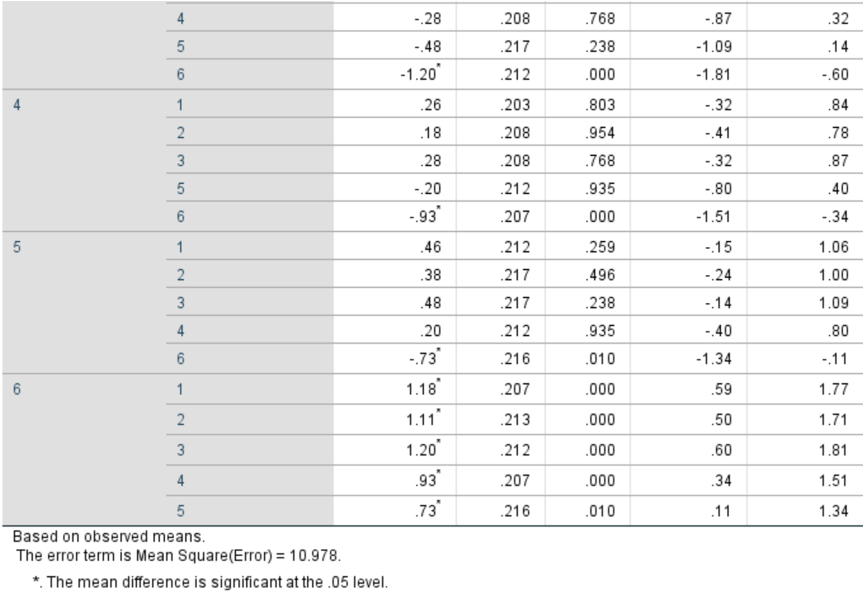 4 -.28 .208 .768 -.87 .32
5 -.48 .217 .238 -1.09 .14
6 -1.20* .212 .000 -1.81 -.60
4 1 .26 .203 .803 -.32 .84
2 .18 .208 .954 -.41 .78
3 .28 .208 .768 -.32 .87
5 -.20 .212 .935 -.80 .40
6 -.93* .207 .000 -1.51 -.34
5 1 .46 .212 .259 -.15 1.06
2 .38 .217 .496 -.24 1.00
3 .48 .217 .238 -.14 1.09
4 .20 .212 .935 -.40 .80
6 -.73* .216 .010 -1.34 -.11
6 1 1.18* .207 .000 .59 1.77
2 1.11* .213 .000 .50 1.71
3 1.20* .212 .000 .60 1.81
4 .93* .207 .000 .34 1.51
5 .73* .216 .010 .11 1.34
Based on observed means.
The error term is Mean Square(Error) = 10.978.
*. The mean difference is significant at the .05 level.